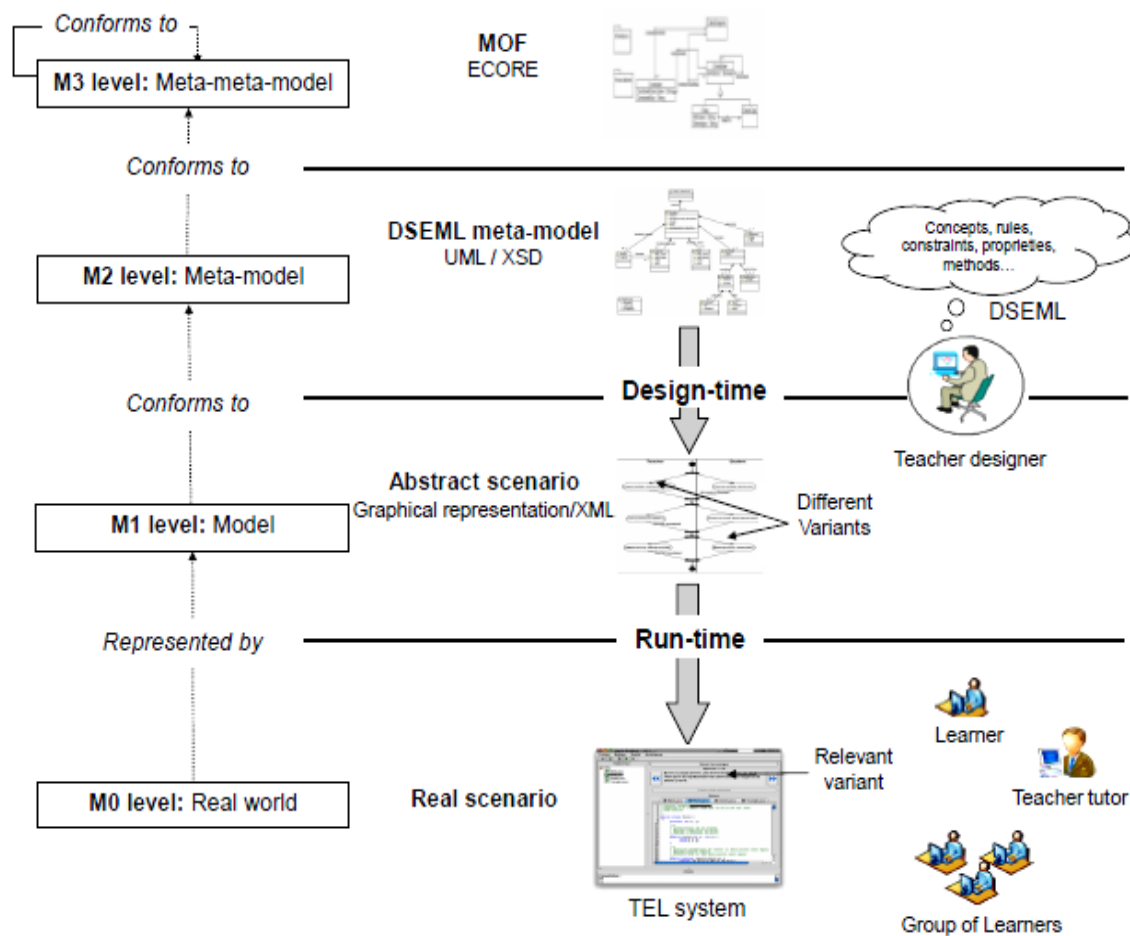 Conforms to
MOF
ECORE
M3 level: Meta-meta-model
Conforms to
DSEML meta-model
UML / XSD
Concepts, rules,
constraints, proprieties,
methods...
M2 level: Meta-model
DSEML
Design-time
Conforms to
Teacher designer
Abstract scenario
Graphical representation/XML
Different
Variants
M1 level: Model
Represented by
Run-time
Learner
Relevant
variant
M0 level: Real world
Real scenario
Teacher tutor
TEL system
Group of Learners